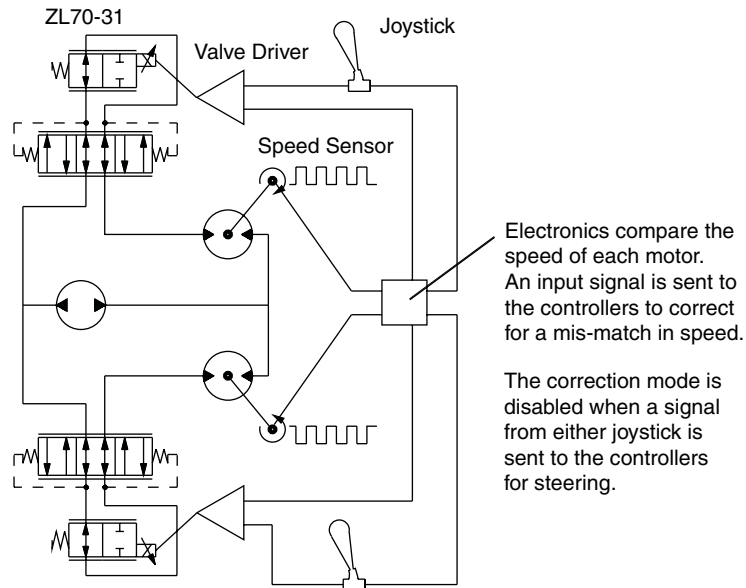 ZL70-31
Valve Driver
Joystick
Speed Sensor
Electronics compare the
speed of each motor.
An input signal is sent to
the controllers to correct
for a mis-match in speed.
The correction mode is
disabled when a signal
from either joystick is
sent to the controllers
for steering.